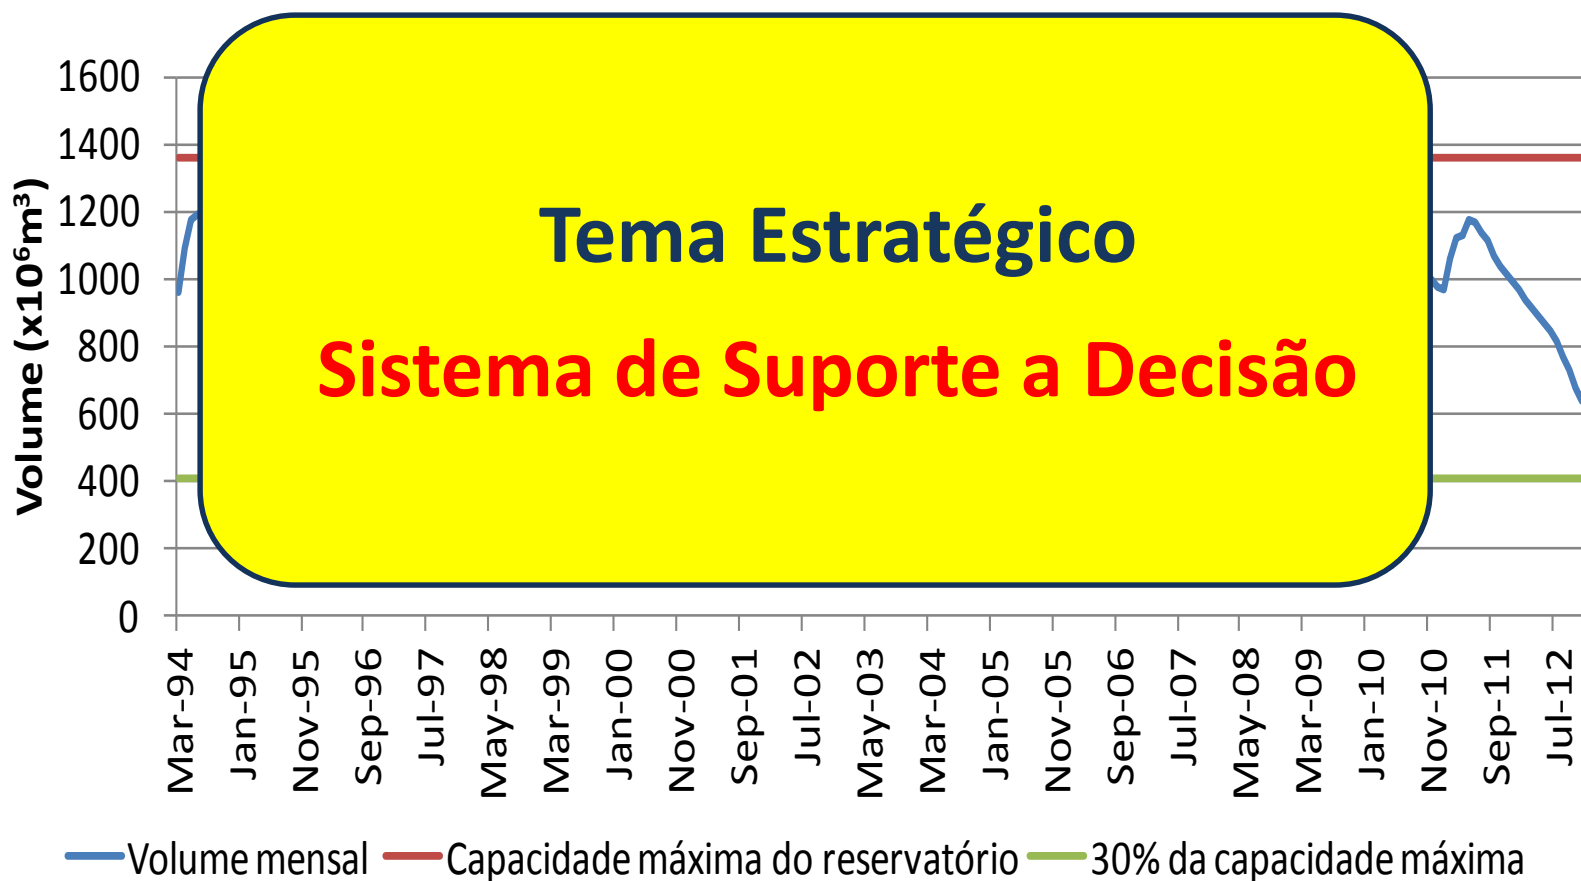 Tema Estratégico
Sistema de Suporte a Decisão
Volume (x10⁶m³)
1600
1400
1200
1000
800
600
400
200
0
Mar-94
Jan-95
Nov-95
Sep-96
Jul-97
May-98
Mar-99
Jan-00
Nov-00
Sep-01
Jul-02
May-03
Mar-04
Jan-05
Nov-05
Sep-06
Jul-07
May-08
Mar-09
Jan-10
Nov-10
Sep-11
Jul-12
Volume mensal
Capacidade máxima do reservatório
30% da capacidade máxima